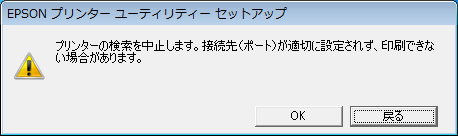 EPSON プリンター ユーティリティー セットアップ
プリンターの検索を中止します。接続先(ポート)が適切に設定されず、印刷できな
い場合があります。
OK
戻る